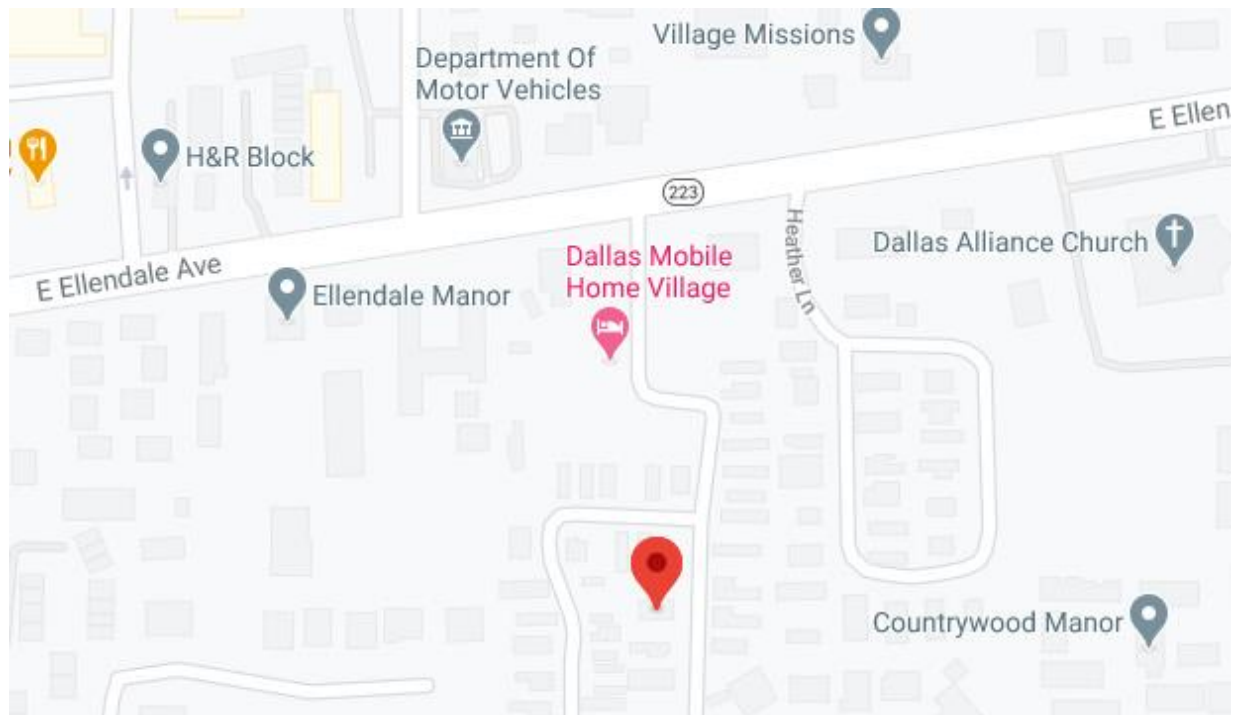 Village Missions
Department Of
Motor Vehicles
E Ellen
H&R Block
223
Heather Ln
Dallas Alliance Church
Dallas Mobile
Home Village
E Ellendale Ave
Ellendale Manor
Countrywood Manor